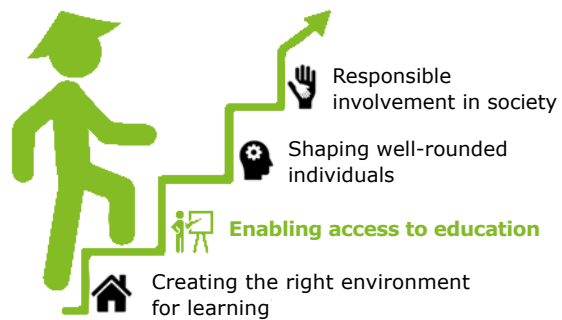 Responsible
involvement in society
Shaping well-rounded
individuals
Enabling access to education
Creating the right environment
for learning